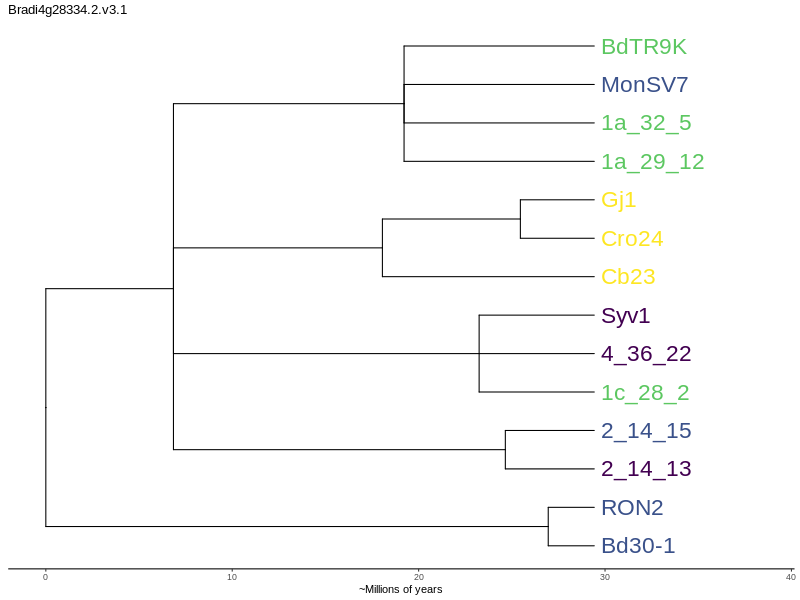 Bradi4g28334.2.v3.1
BdTR9K
MonSV7
1a_32_5
1a_29_12
Gj1
Cro24
Cb23
Syv1
4_36_22
1c_28_2
2_14_15
2_14_13
RON2
Bd30-1
0 10 20 30 40
~Millions of years